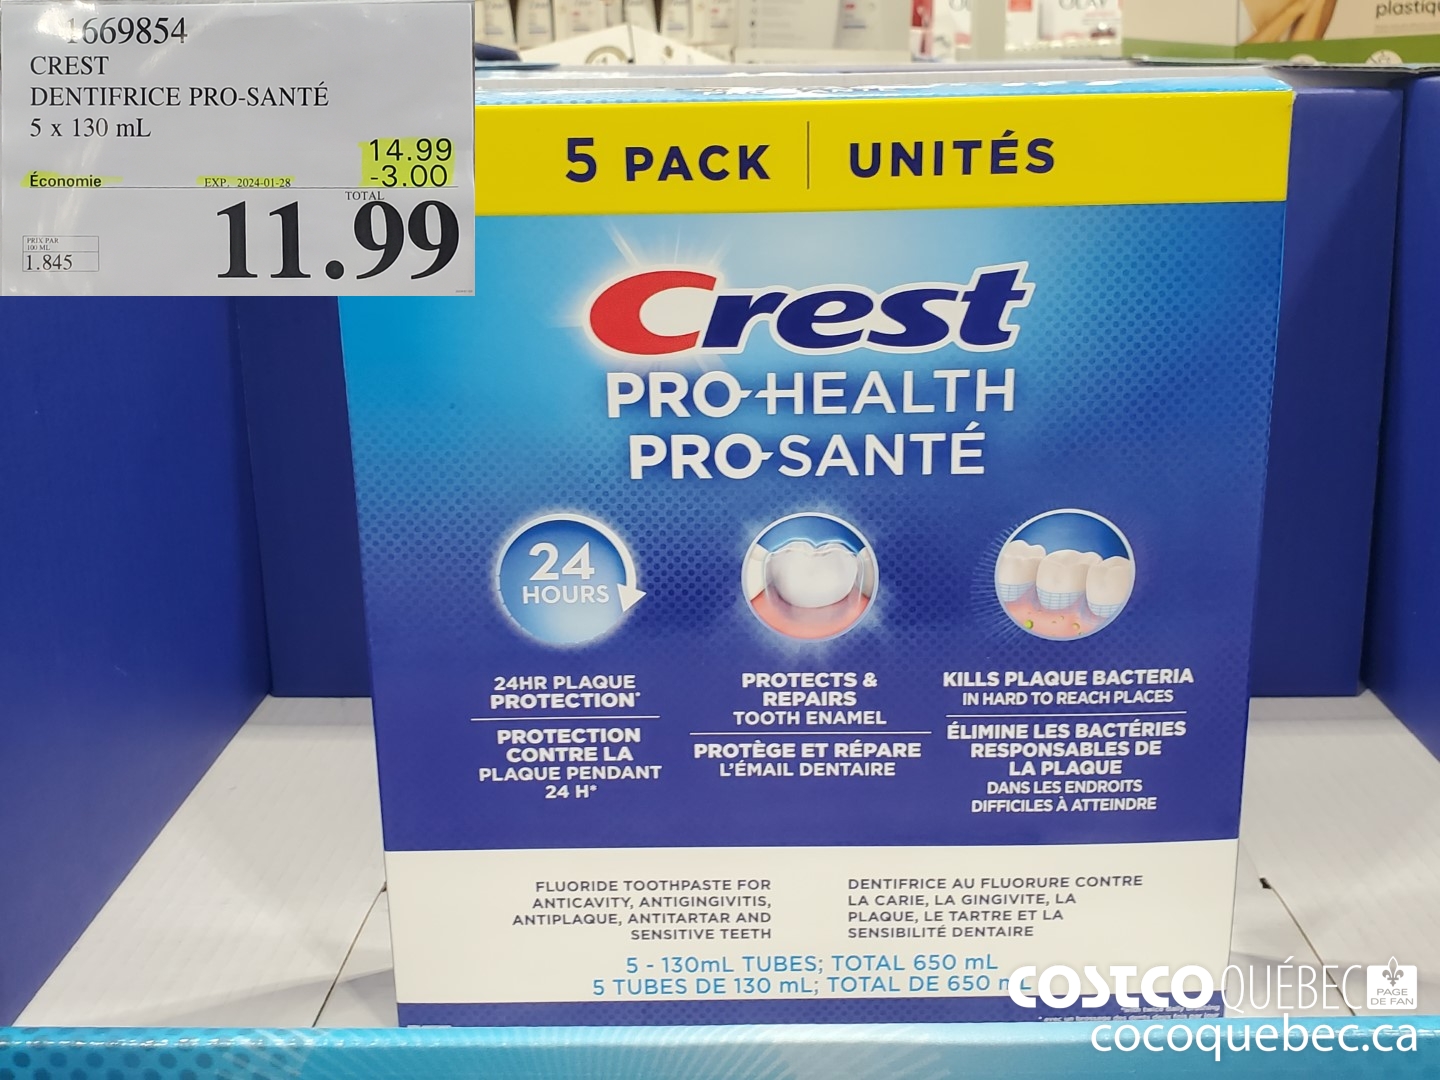 1669854
CREST
DENTIFRICE PRO-SANTÉ
5 x 130 mL
14.99
Économie EXP. 2024-01-28 -3.00
TOTAL
11.99
PRIX PAR
100 ML
1.845
plastiqu
5 PACK UNITÉS
Crest
PRO-HEALTH
PRO-SANTÉ
24
HOURS
24HR PLAQUE
PROTECTION*
PROTECTION
CONTRE LA
PLAQUE PENDANT
24 H*
PROTECTS &
REPAIRS
TOOTH ENAMEL
PROTÈGE ET RÉPARE
L'ÉMAIL DENTAIRE
KILLS PLAQUE BACTERIA
IN HARD TO REACH PLACES
ÉLIMINE LES BACTÉRIES
RESPONSABLES DE
LA PLAQUE
DANS LES ENDROITS
DIFFICILES À ATTEINDRE
FLUORIDE TOOTHPASTE FOR
ANTICAVITY, ANTIGINGIVITIS,
ANTIPLAQUE, ANTITARTAR AND
SENSITIVE TEETH
DENTIFRICE AU FLUORURE CONTRE
LA CARIE, LA GINGIVITE, LA
PLAQUE, LE TARTRE ET LA
SENSIBILITÉ DENTAIRE
5 - 130mL TUBES; TOTAL 650 mL
5 TUBES DE 130 mL; TOTAL DE 650 mL
COSTCO QUÉBEC
PAGE
DE FAN
cocoquebec.ca